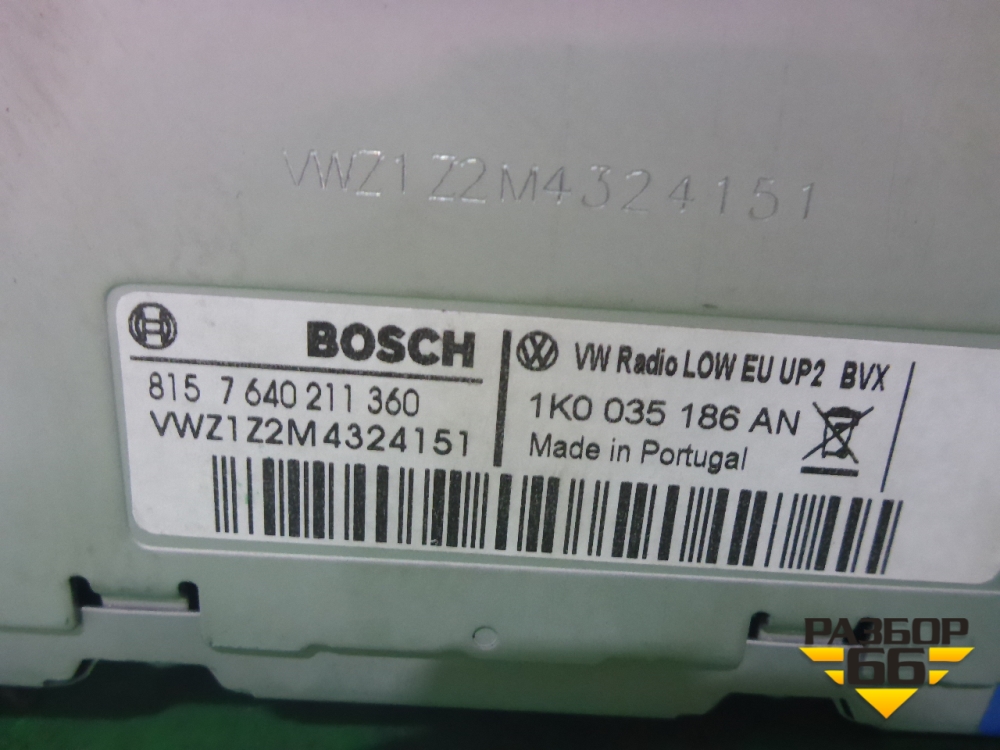 VWZ1Z2M4324151
BOSCH
815 7 640 211 360
VWZ1Z2M4324151
VW Radio LOW EU UP2 BVX
1K0 035 186 AN
Made in Portugal
РАЗБОР
66